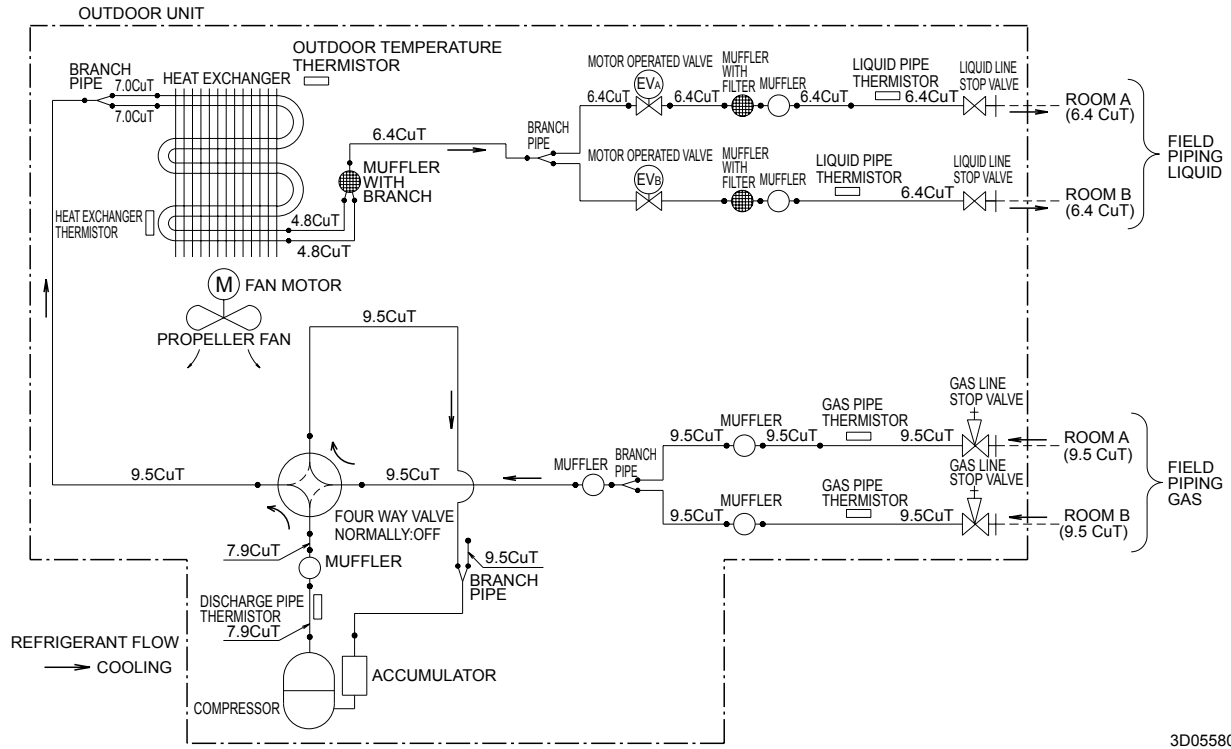 OUTDOOR UNIT
OUTDOOR TEMPERATURE
THERMISTOR
BRANCH
PIPE
7.0CuT
7.0CuT
HEAT EXCHANGER
HEAT EXCHANGER
THERMISTOR
4.8CuT
4.8CuT
MUFFLER
WITH
BRANCH
6.4CuT
BRANCH
PIPE
MOTOR OPERATED VALVE
EVA
6.4CuT
6.4CuT
MUFFLER
WITH
FILTER
MUFFLER
6.4CuT
LIQUID PIPE
THERMISTOR
6.4CuT
LIQUID LINE
STOP VALVE
ROOM A
(6.4 CuT)
MOTOR OPERATED VALVE
EVB
MUFFLER
WITH
FILTER
MUFFLER
LIQUID PIPE
THERMISTOR
6.4CuT
LIQUID LINE
STOP VALVE
ROOM B
(6.4 CuT)
FIELD
PIPING
LIQUID
M
FAN MOTOR
PROPELLER FAN
9.5CuT
9.5CuT
9.5CuT
FOUR WAY VALVE
NORMALLY:OFF
MUFFLER
BRANCH
PIPE
9.5CuT
MUFFLER
9.5CuT
GAS PIPE
THERMISTOR
9.5CuT
GAS LINE
STOP VALVE
ROOM A
(9.5 CuT)
9.5CuT
MUFFLER
GAS PIPE
THERMISTOR
9.5CuT
GAS LINE
STOP VALVE
ROOM B
(9.5 CuT)
FIELD
PIPING
GAS
7.9CuT
MUFFLER
9.5CuT
BRANCH
PIPE
DISCHARGE PIPE
THERMISTOR
7.9CuT
ACCUMULATOR
COMPRESSOR
REFRIGERANT FLOW
COOLING